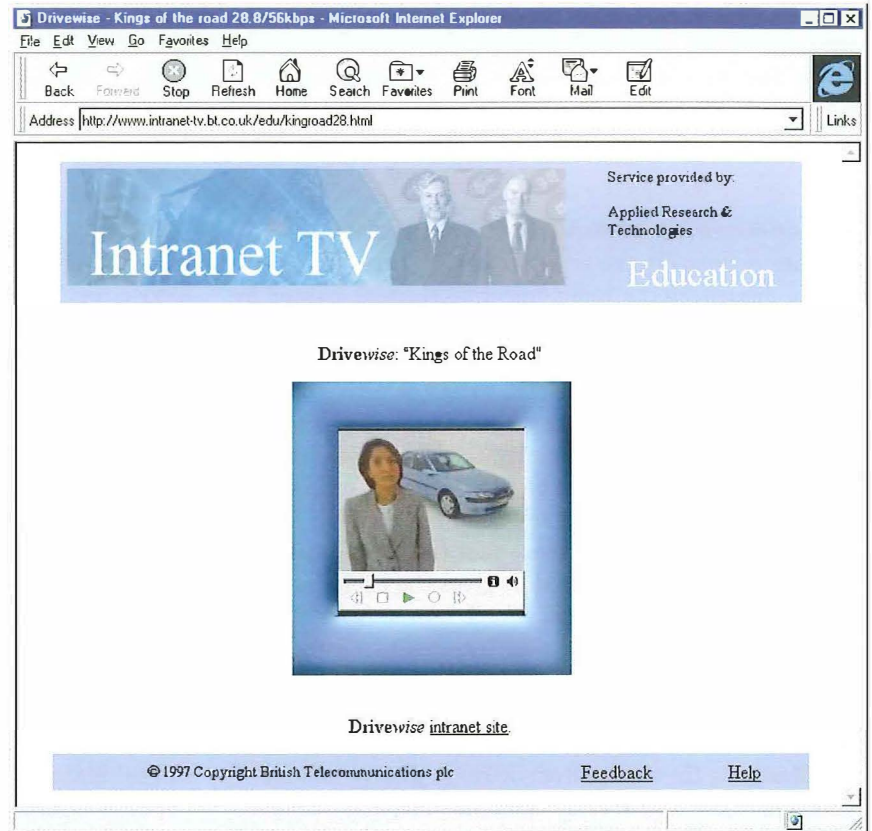 Drivewise - Kings of the road 28.8/56kbps - Microsoft Internet Explorer
File Edit View Go Favorites Help
Back Forward Stop Refresh Home Search Favorites Print Font Mail Edit
Address http://www.intranet-tv.bt.co.uk/edu/kingroad28.html Links
Service provided by:
Applied Research &
Technologies
Intranet TV
Education
Drivewise: "Kings of the Road"
Drivewise intranet site.
© 1997 Copyright British Telecommunications plc Feedback Help